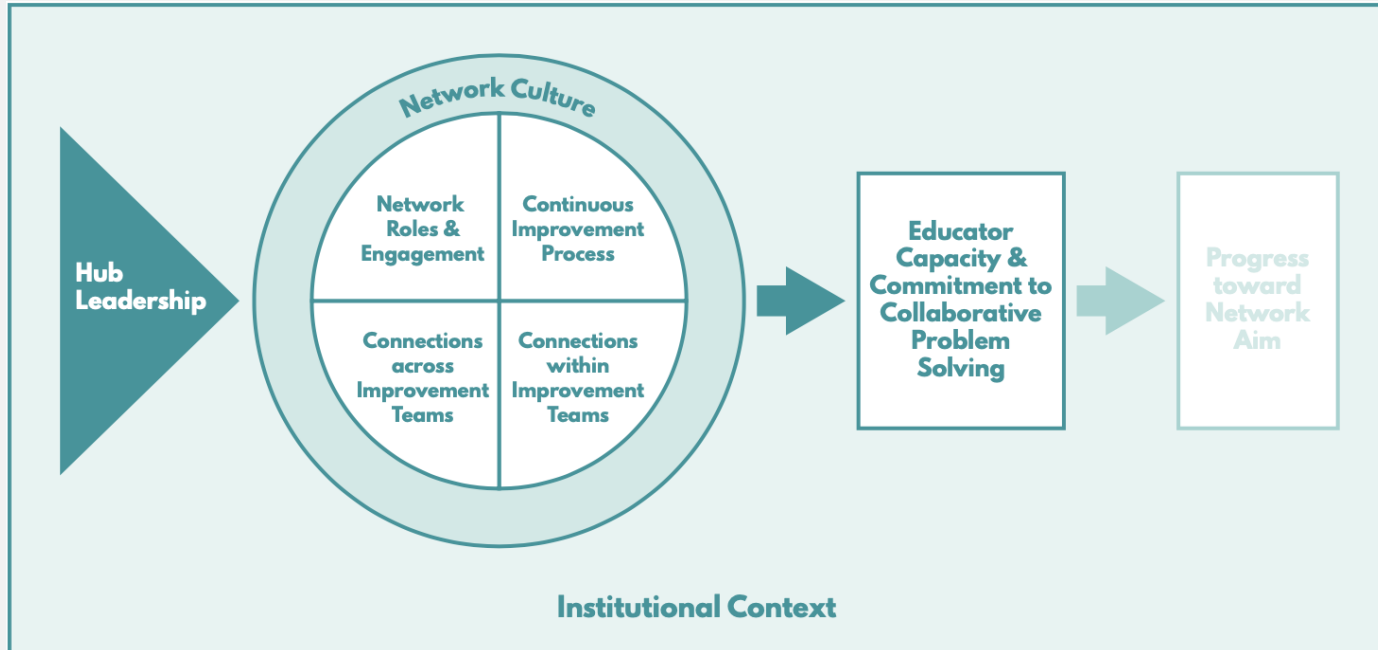 Network Culture
Hub
Leadership
Network
Roles &
Engagement
Continuous
Improvement
Process
Connections
across
Improvement
Teams
Connections
within
Improvement
Teams
Educator
Capacity &
Commitment to
Collaborative
Problem
Solving
Progress
toward
Network
Aim
Institutional Context